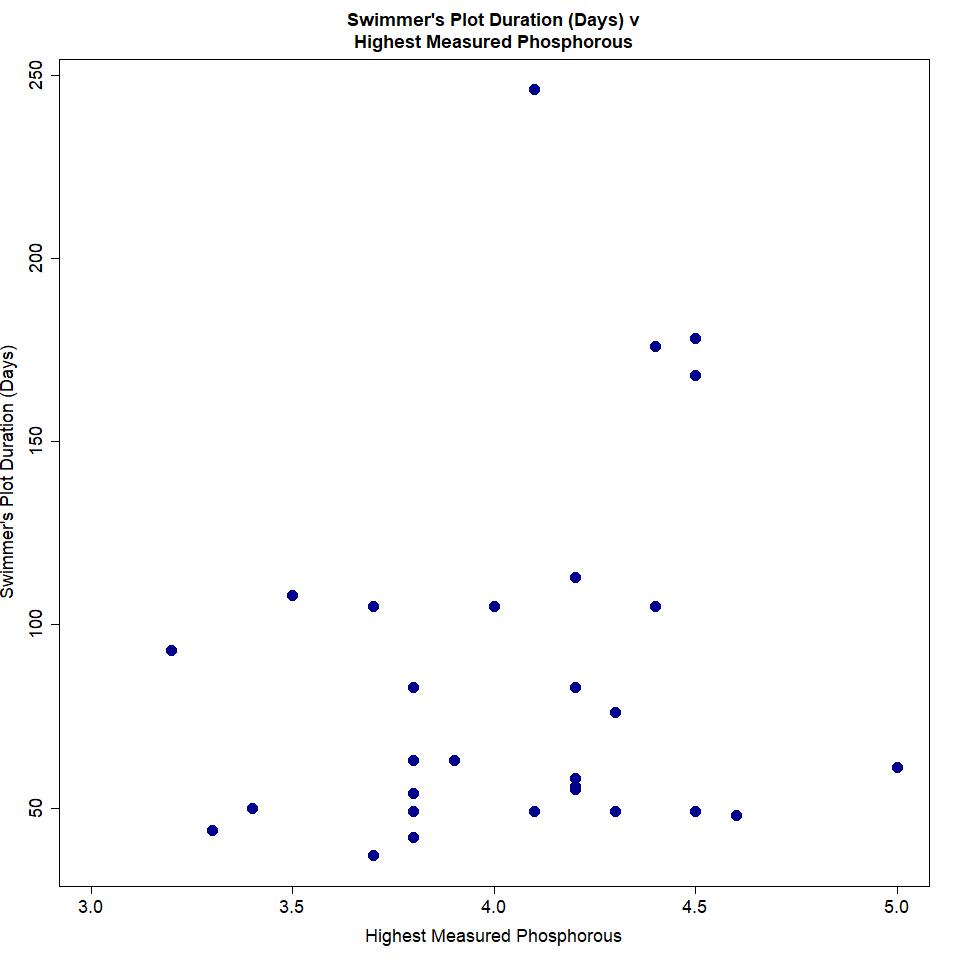 Swimmer's Plot Duration (Days) v
Highest Measured Phosphorous
Swimmer's Plot Duration (Days)
250
200
150
100
50
3.0
3.5
4.0
4.5
5.0
Highest Measured Phosphorous